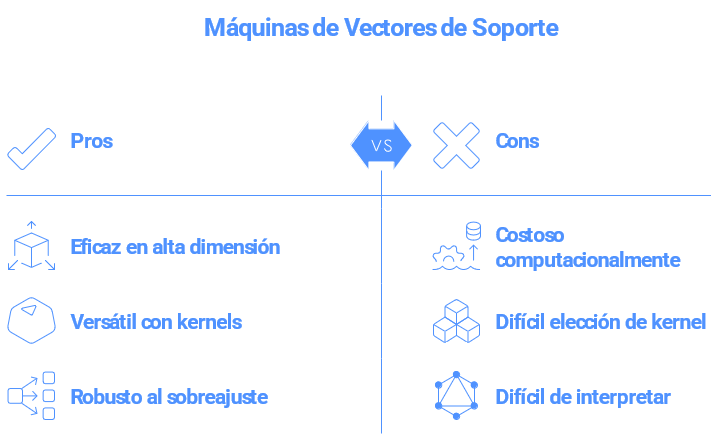 Máquinas de Vectores de Soporte
Pros
VS
Cons
Eficaz en alta dimensión
Costoso
computacionalmente
Versátil con kernels
Difícil elección de kernel
Robusto al sobreajuste
Difícil de interpretar